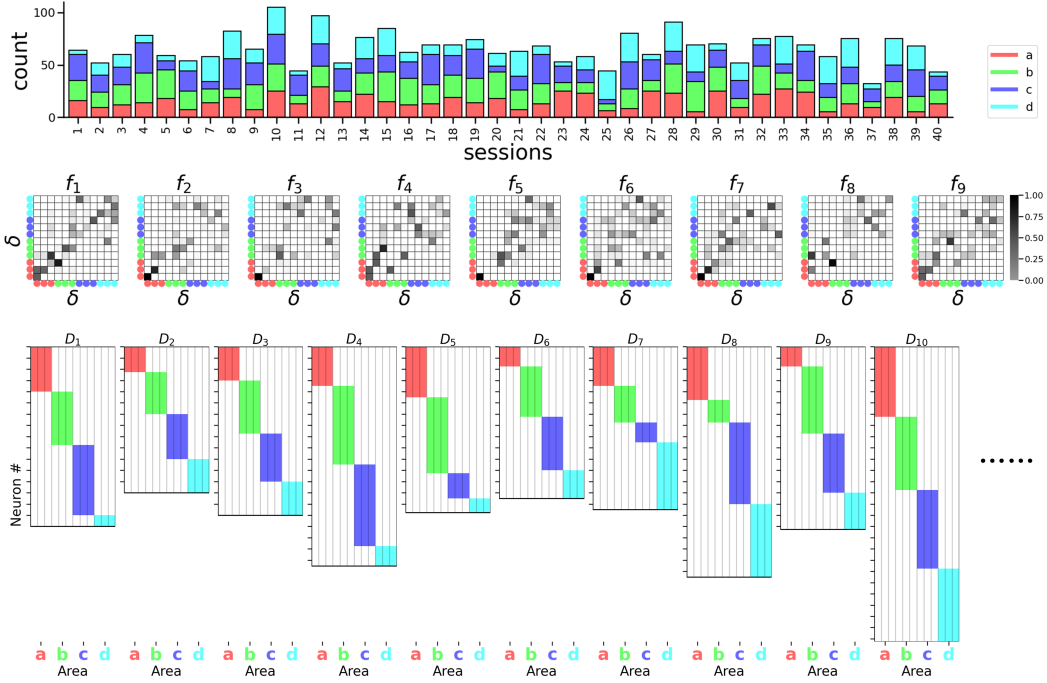 100
50
0
count
1 2 3 4 5 6 7 8 9 10 11 12 13 14 15 16 17 18 19 20 21 22 23 24 25 26 27 28 29 30 31 32 33 34 35 36 37 38 39 40
sessions
a
b
c
d
f1 f2 f3 f4 f5 f6 f7 f8 f9
δ
1.00
0.75
0.50
0.25
0.00
δ δ δ δ δ δ δ δ δ
D1 D2 D3 D4 D5 D6 D7 D8 D9 D10
Neuron #
......
a b c d a b c d a b c d a b c d a b c d a b c d a b c d a b c d a b c d a b c d
Area Area Area Area Area Area Area Area Area Area